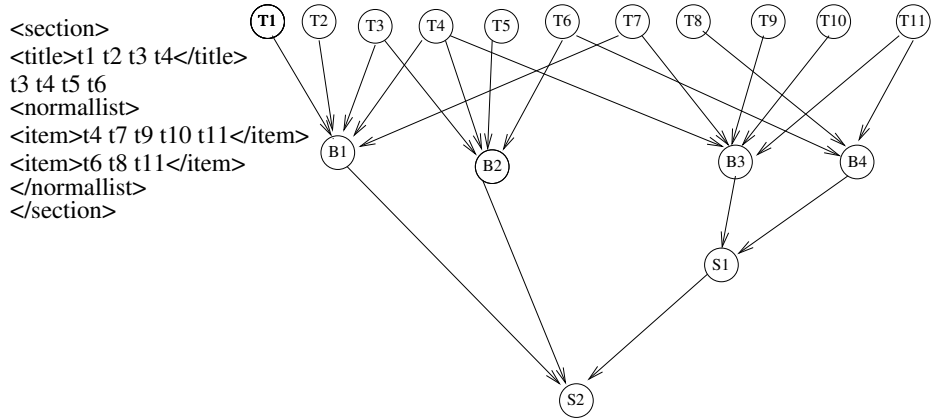 <section>
<title>t1 t2 t3 t4</title>
t3 t4 t5 t6
<normallist>
<item>t4 t7 t9 t10 t11</item>
<item>t6 t8 t11</item>
</normallist>
</section>
T1 T2 T3 T4 T5 T6 T7 T8 T9 T10 T11
B1 B2 B3 B4
S1
S2